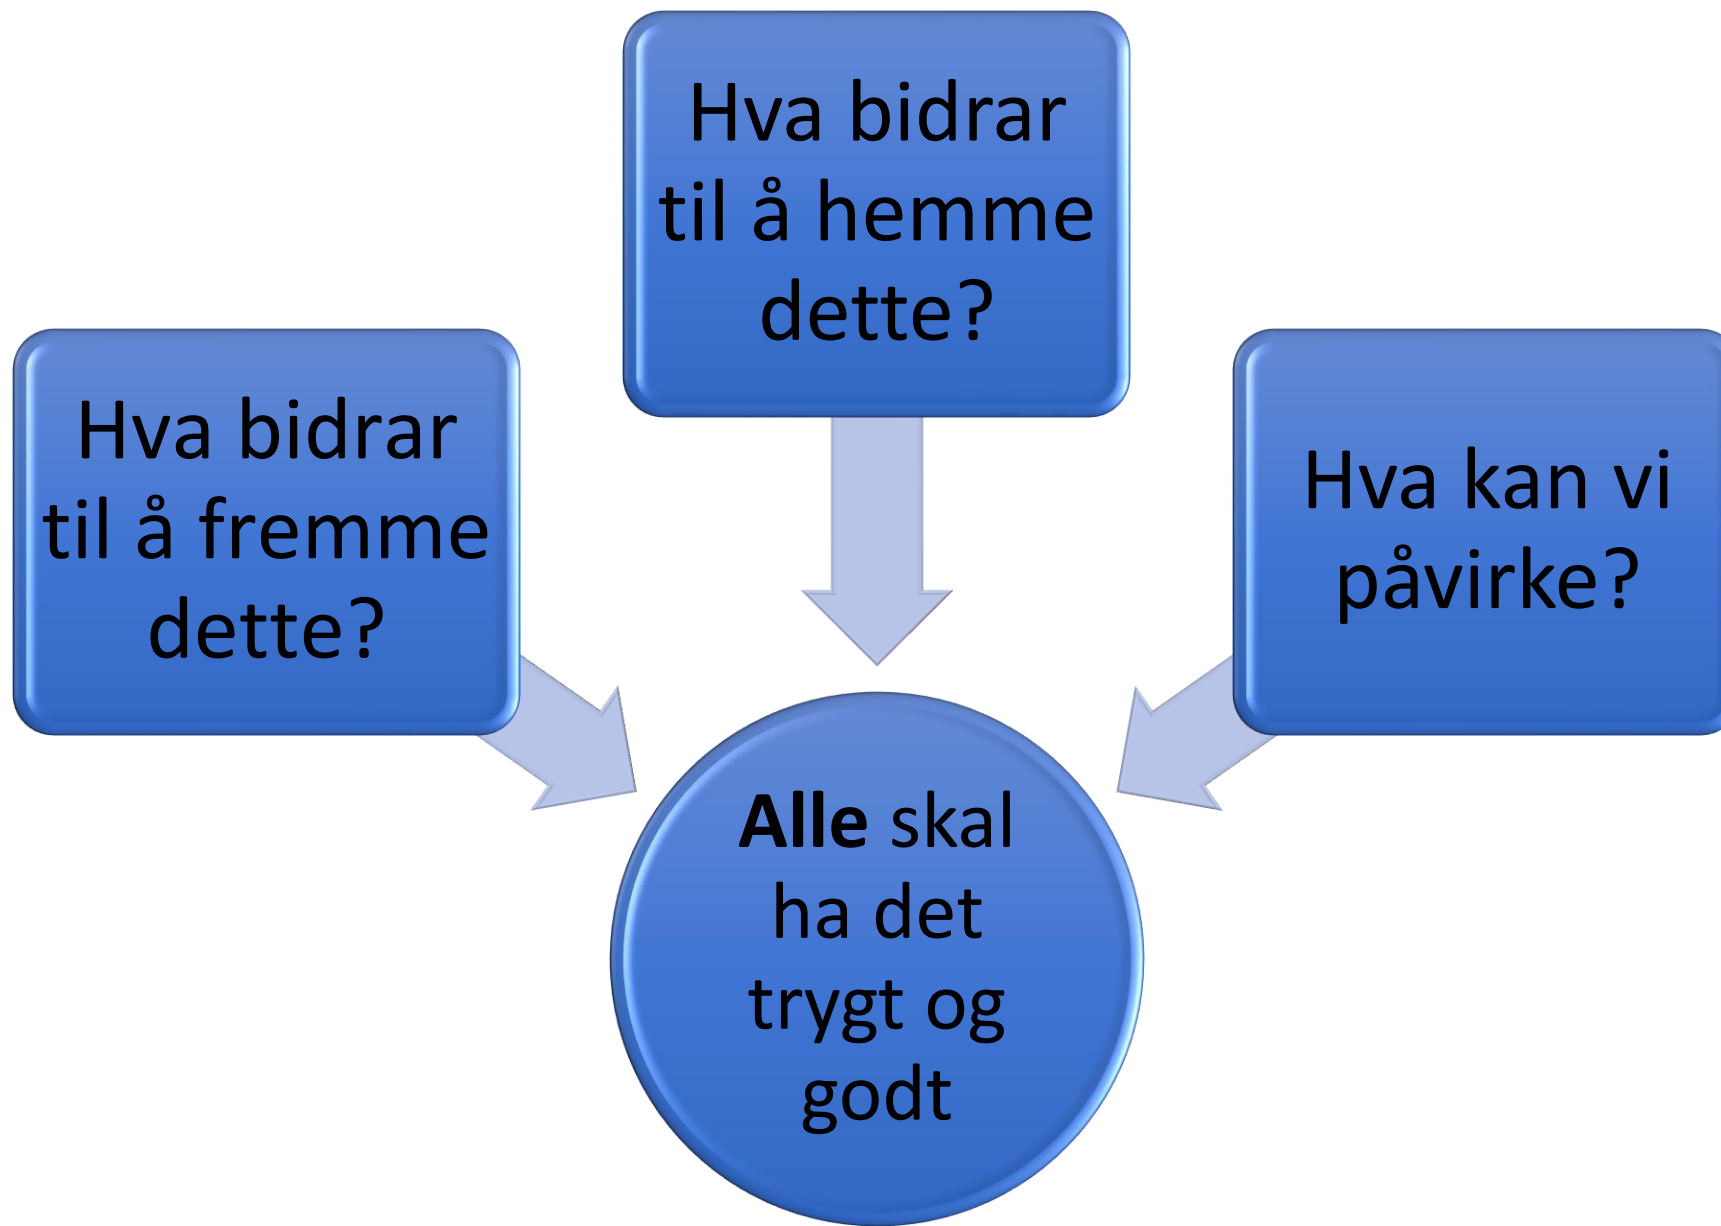 Hva bidrar
til å fremme
dette?
Hva bidrar
til å hemme
dette?
Hva kan vi
påvirke?
Alle skal
ha det
trygt og
godt